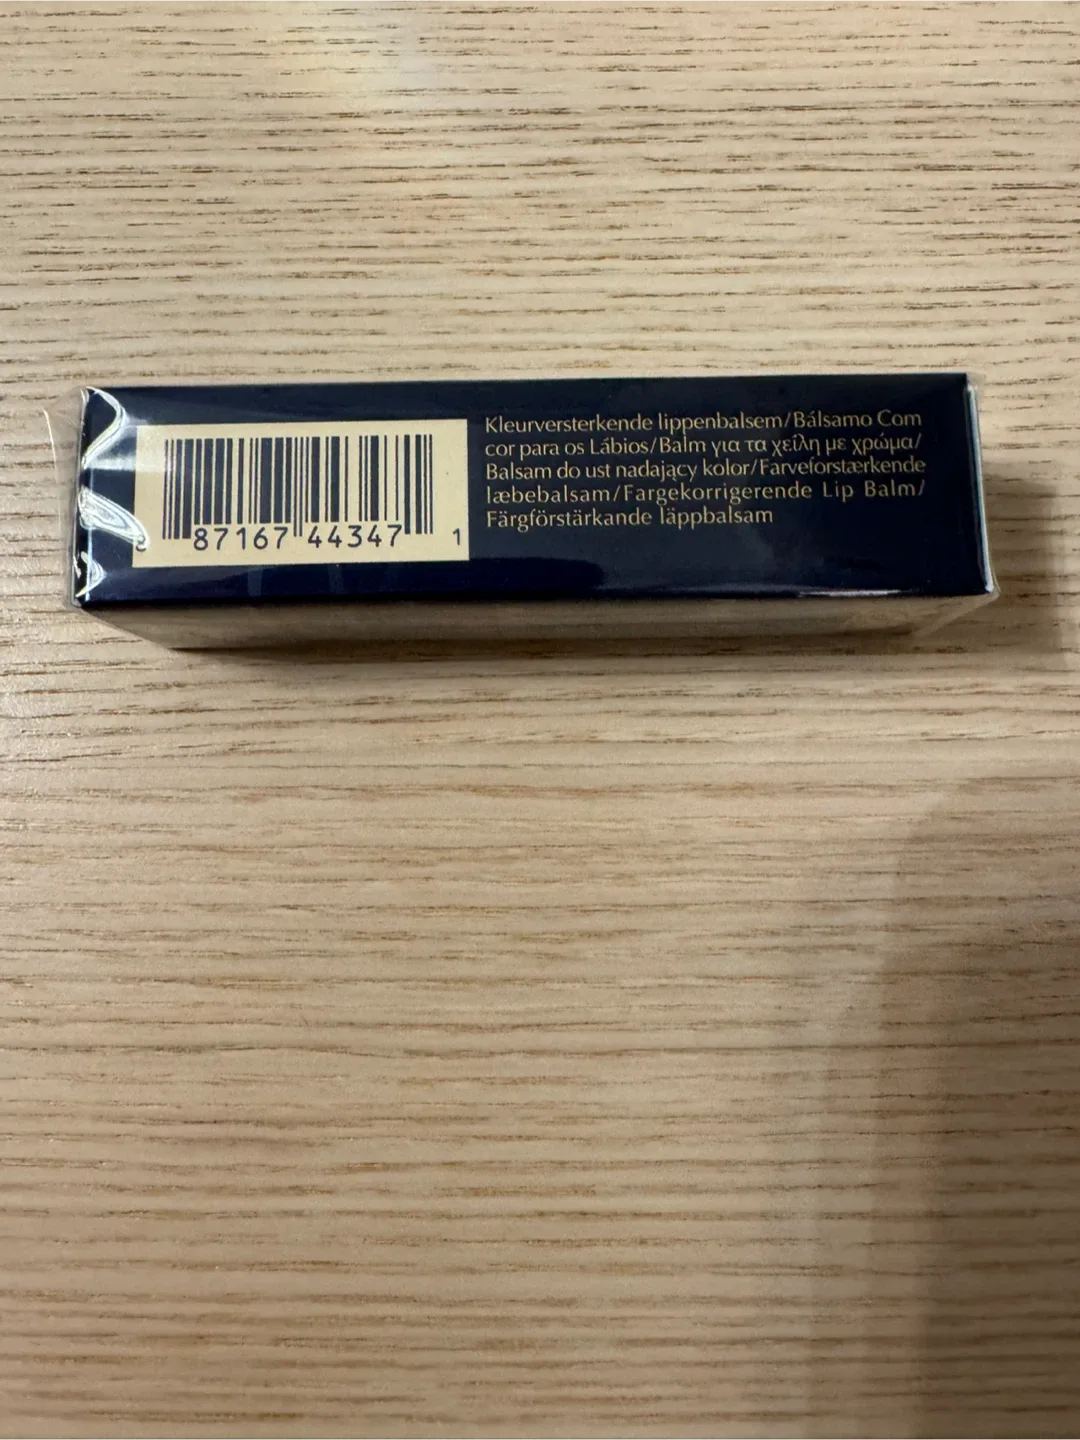 8 87167 44347 1
Kleurversterkende lippenbalsem/Bálsamo Com
cor para os Lábios/Balm για τα χείλη με χρώμα/
Balsam do ust nadający kolor/Farveforstærkende
læbebalsam/Fargekorrigerende Lip Balm/
Färgförstärkande läppbalsam